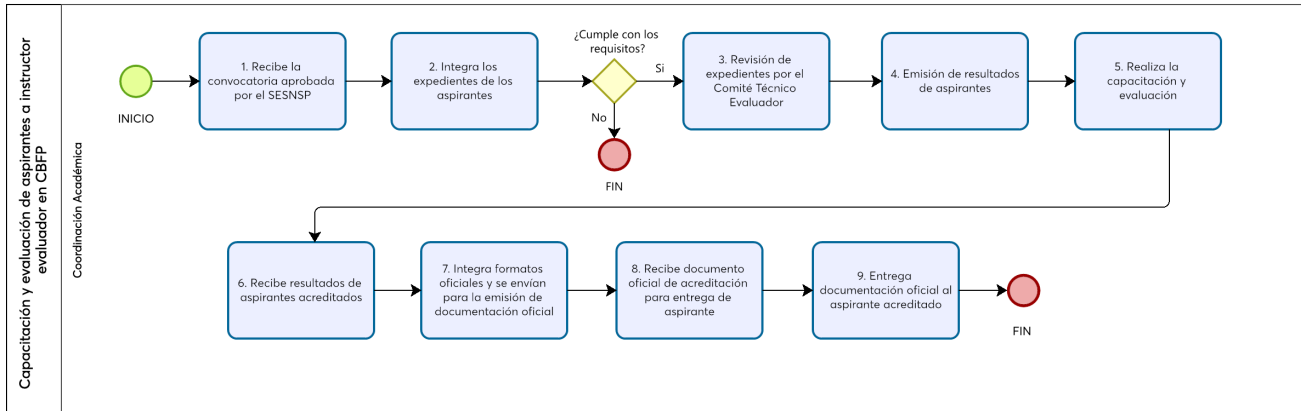 Capacitación y evaluación de aspirantes a instructor
evaluador en CBFP
Coordinación Académica
INICIO
1. Recibe la
convocatoria aprobada
por el SESNSP
2. Integra los
expedientes de los
aspirantes
¿Cumple con los
requisitos?
Si
No
FIN
3. Revisión de
expedientes por el
Comité Técnico
Evaluador
4. Emisión de resultados
de aspirantes
5. Realiza la
capacitación y
evaluación
6. Recibe resultados de
aspirantes acreditados
7. Integra formatos
oficiales y se envían
para la emisión de
documentación oficial
8. Recibe documento
oficial de acreditación
para entrega de
aspirante
9. Entrega
documentación oficial al
aspirante acreditado
FIN